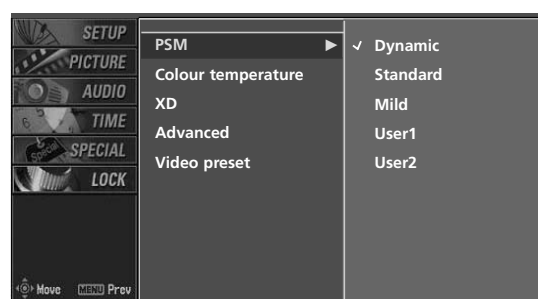 SETUP
PICTURE
AUDIO
TIME
SPECIAL
LOCK
Move MENU Prev
PSM
Colour temperature
XD
Advanced
Video preset
✓ Dynamic
Standard
Mild
User1
User2